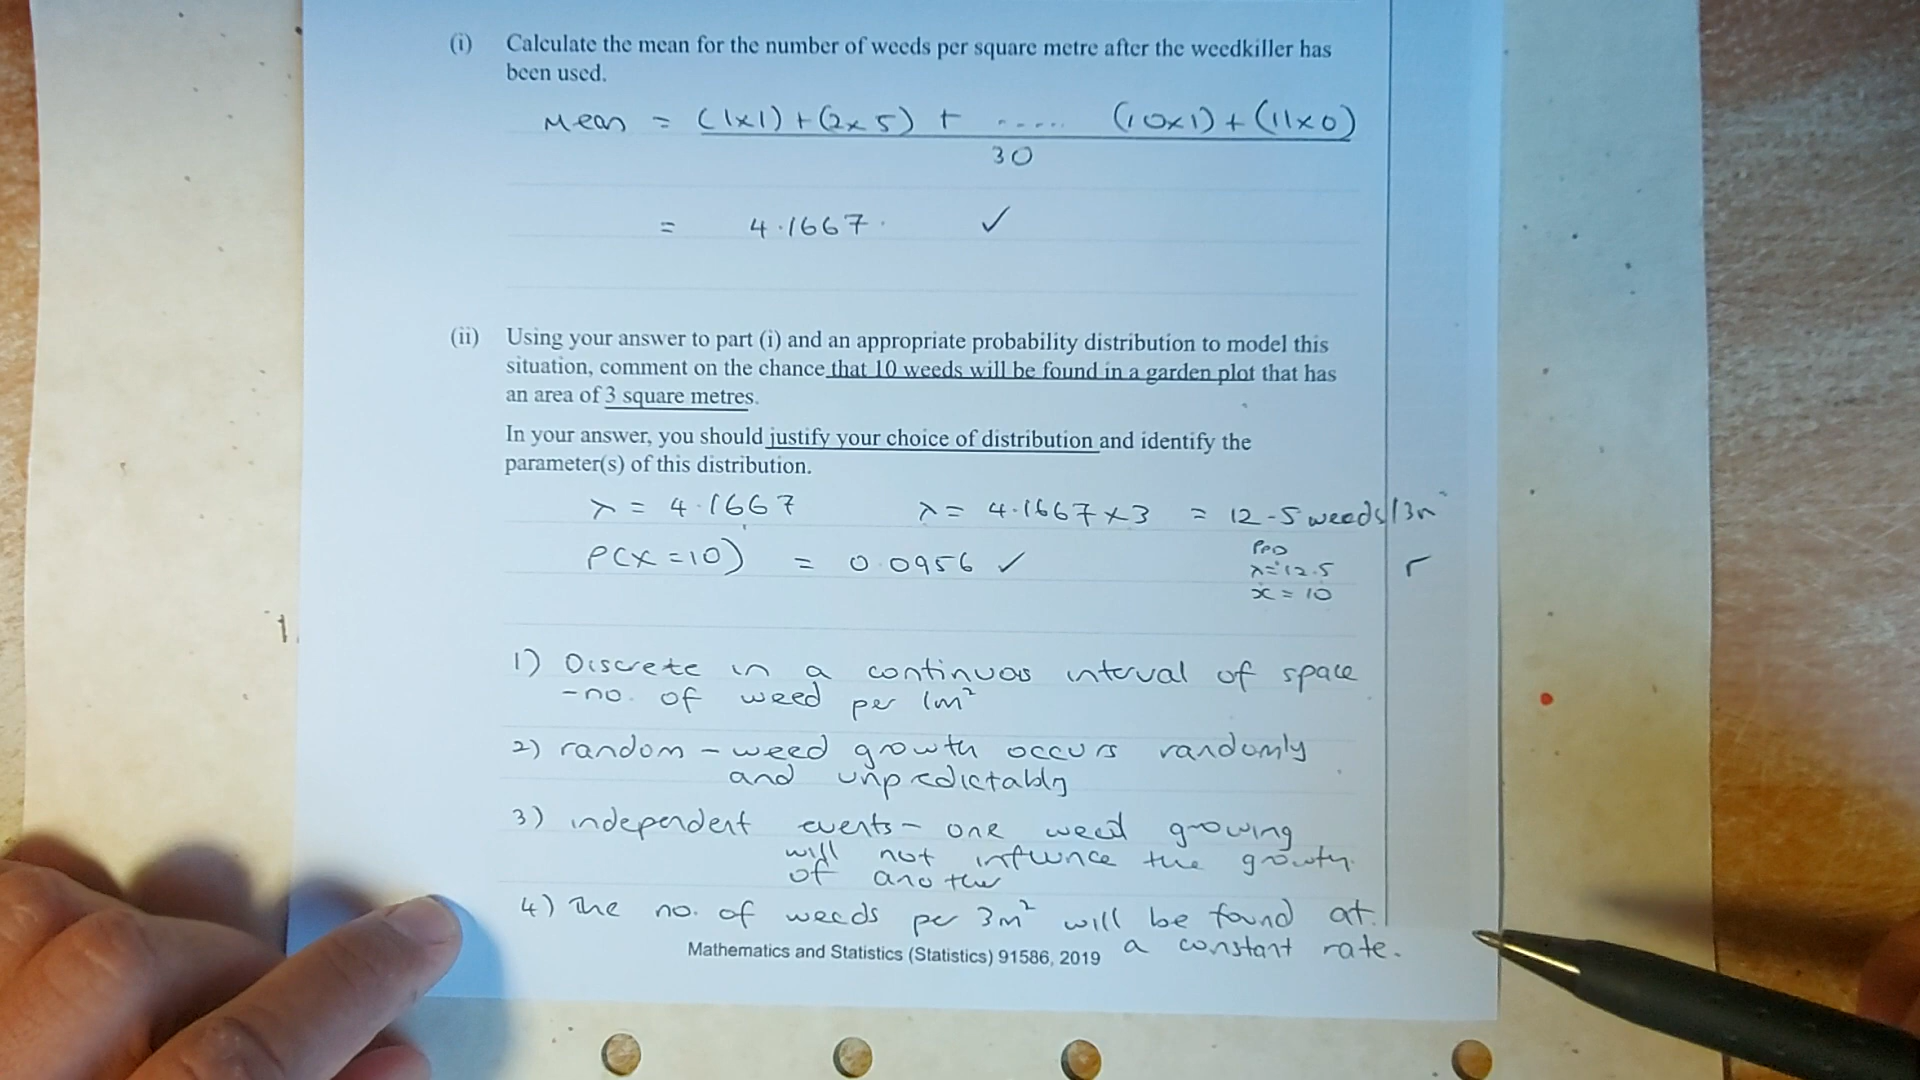 (i) Calculate the mean for the number of weeds per square metre after the weedkiller has
been used.
Mean = (1x1) + (2x5) + ..... (10x1) + (11x0)
30
= 4.1667. ✓
(ii) Using your answer to part (i) and an appropriate probability distribution to model this
situation, comment on the chance that 10 weeds will be found in a garden plot that has
an area of 3 square metres.
In your answer, you should justify your choice of distribution and identify the
parameter(s) of this distribution.
λ = 4.1667 λ = 4.1667 x 3 = 12.5 weeds/3m²
P(x=10) = 0.0956 ✓ PPD r
λ=12.5
x = 10
1) Discrete in a continuos interval of space
- no. of weed per 1m²
2) random - weed growth occurs randomly
and unpredictably
3) independent events - one weed growing
will not influence the growth
of another
4) The no. of weeds per 3m² will be found at
a constant rate.
Mathematics and Statistics (Statistics) 91586, 2019
1.